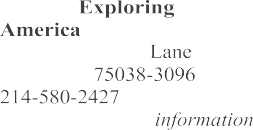 Exploring
America
Lane
75038-3096
214-580-2427
information